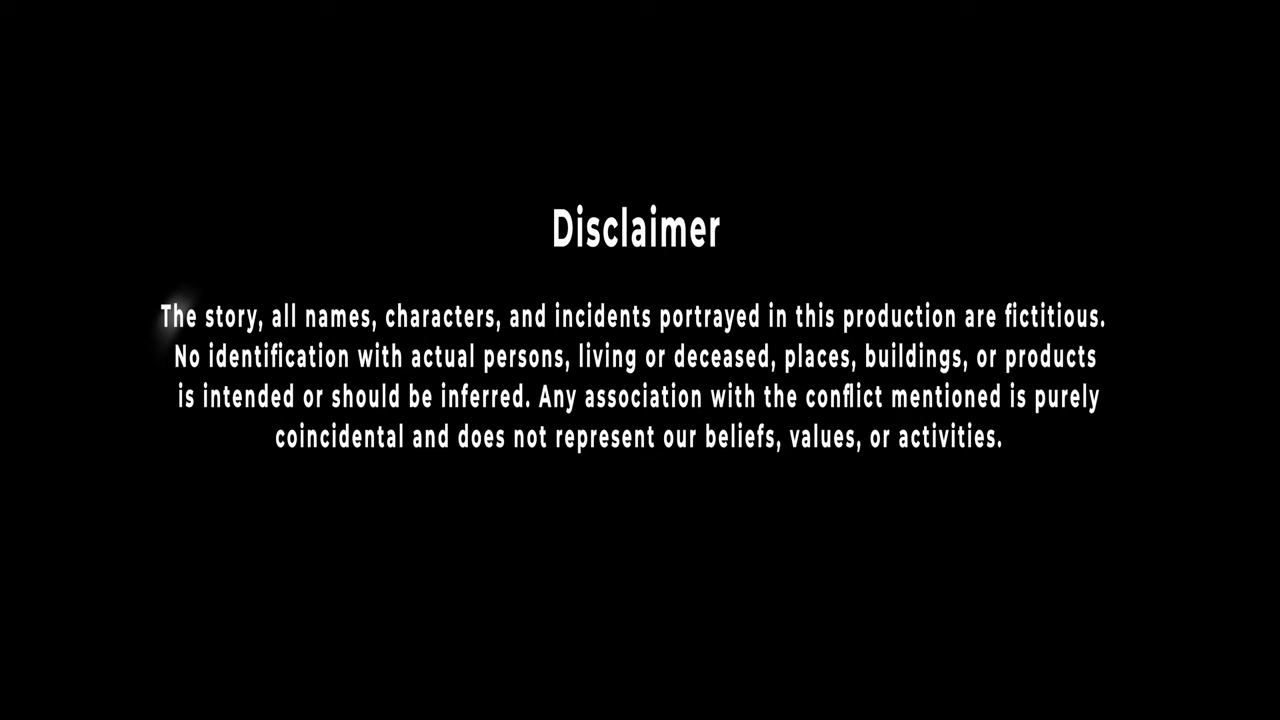 Disclaimer
The story, all names, characters, and incidents portrayed in this production are fictitious.
No identification with actual persons, living or deceased, places, buildings, or products
is intended or should be inferred. Any association with the conflict mentioned is purely
coincidental and does not represent our beliefs, values, or activities.